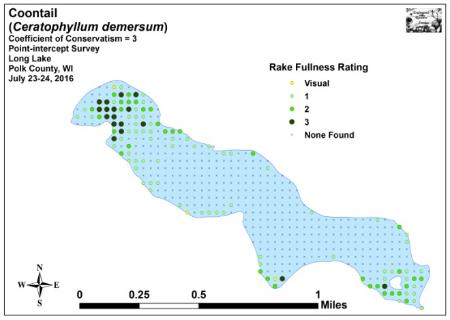 Coontail
(Ceratophyllum demersum)
Coefficient of Conservatism = 3
Point-intercept Survey
Long Lake
Polk County, WI
July 23-24, 2016
Rake Fullness Rating
Visual
1
2
3
None Found
N
W E
S
0 0.25 0.5 1
Miles